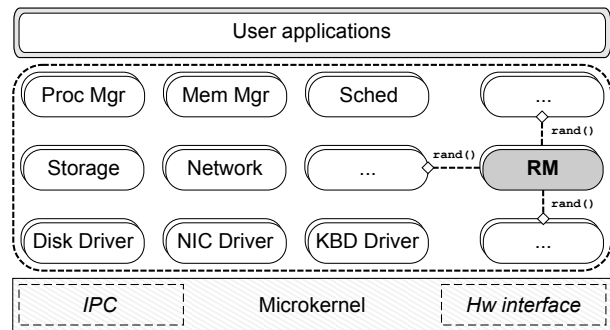 User applications
Proc Mgr
Mem Mgr
Sched
...
rand()
Storage
Network
...
rand()
RM
rand()
Disk Driver
NIC Driver
KBD Driver
...
IPC
Microkernel
Hw interface